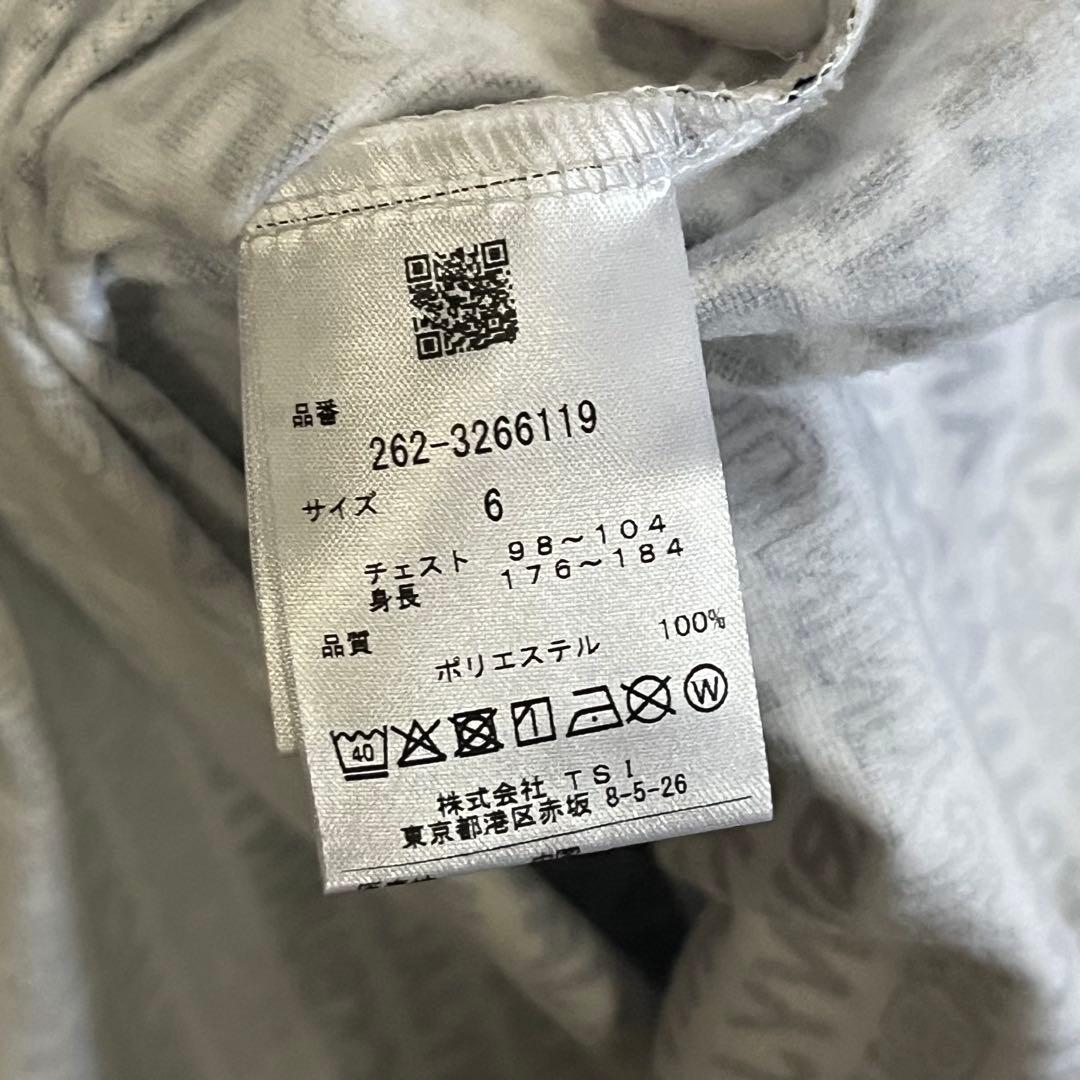 品番
262-3266119
サイズ 6
チェスト 98～104
身長 176～184
品質
ポリエステル 100%
40 W
株式会社 TSI
東京都港区赤坂 8-5-26